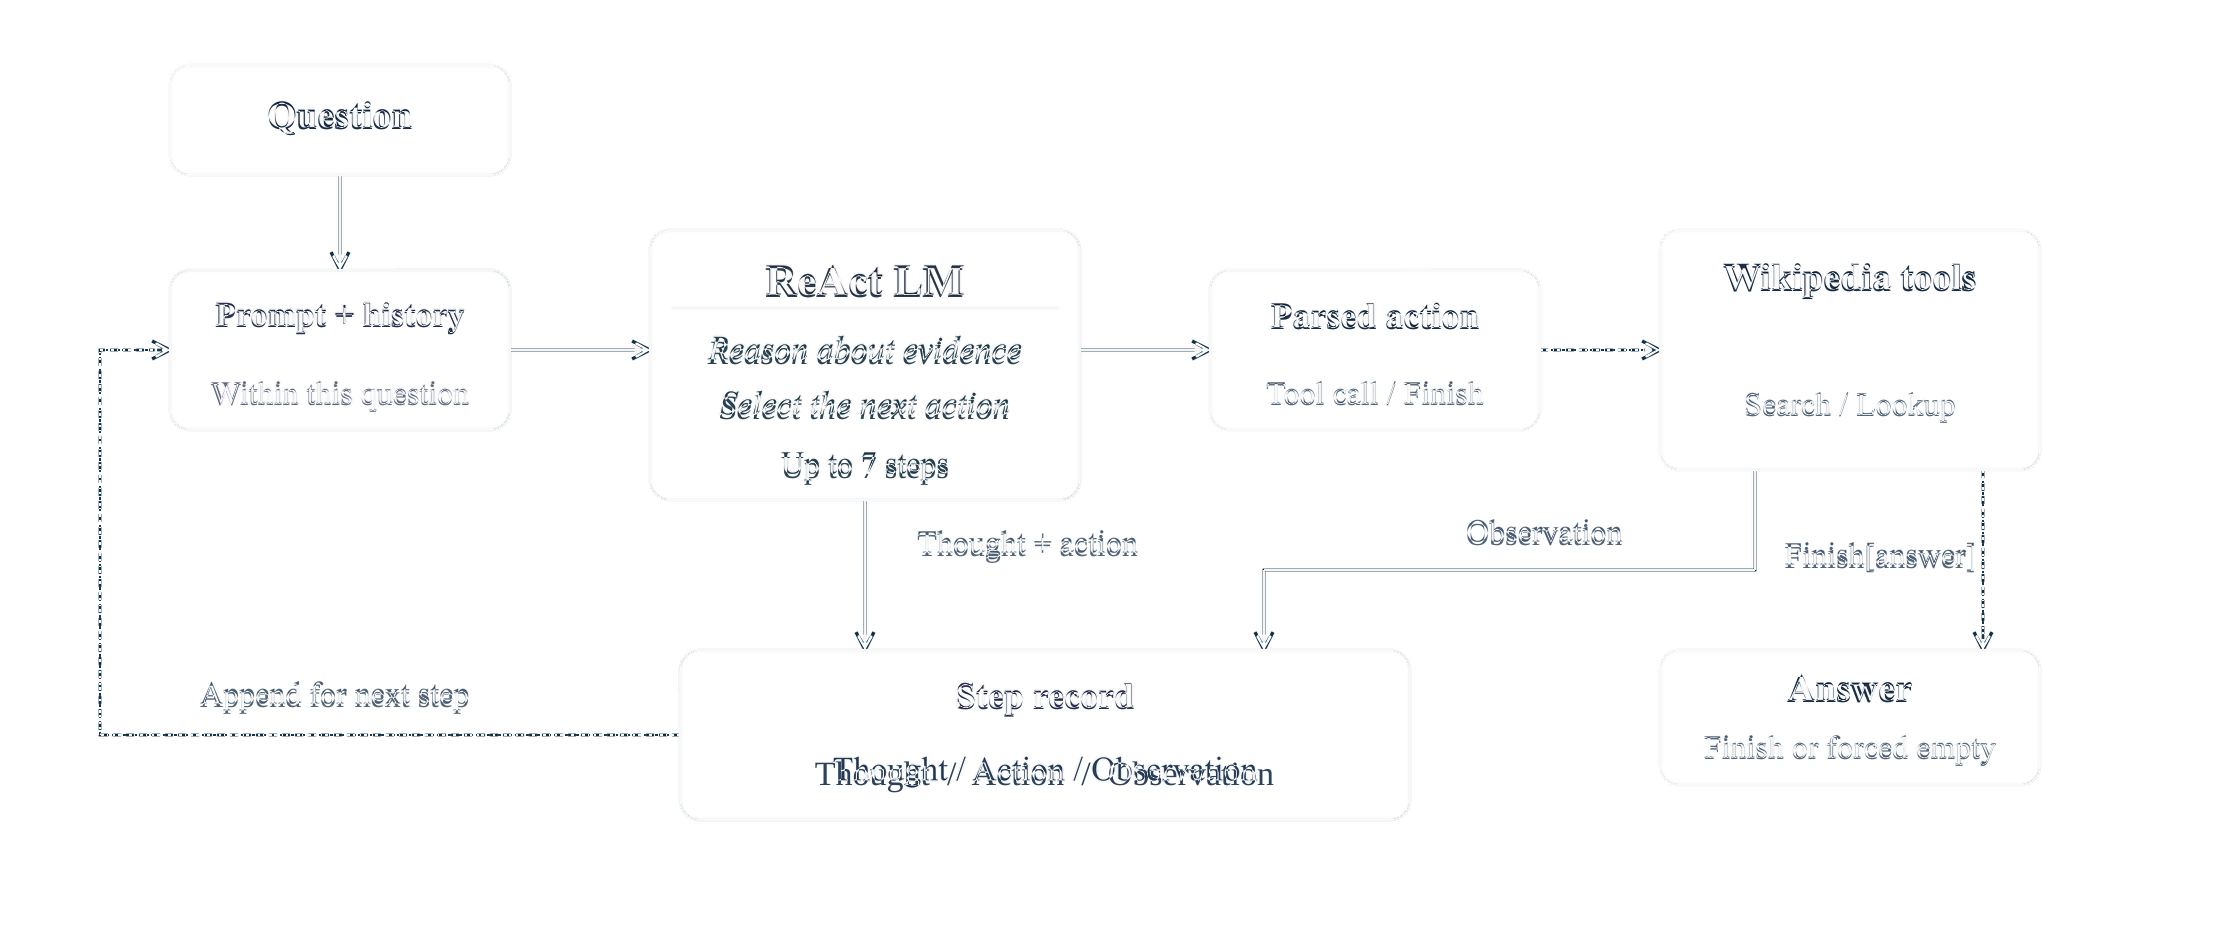 Question
Prompt + history
Within this question
ReAct LM
Reason about evidence
Select the next action
Up to 7 steps
Parsed action
Tool call / Finish
Wikipedia tools
Search / Lookup
Thought + action
Observation
Finish[answer]
Append for next step
Step record
Thought / Action / Observation
Answer
Finish or forced empty